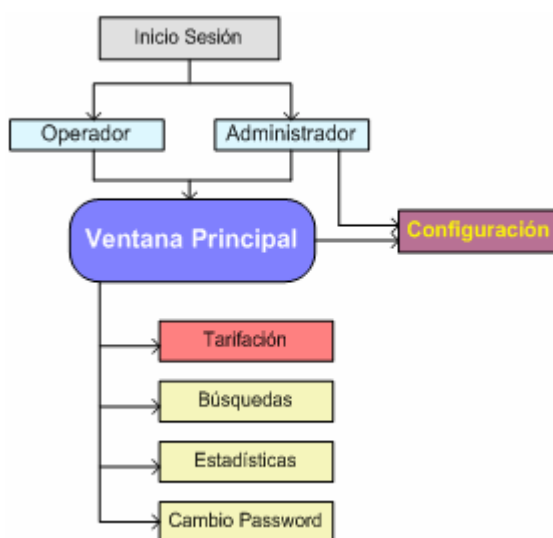 Inicio Sesión
Operador
Administrador
Ventana Principal
Configuración
Tarifación
Búsquedas
Estadísticas
Cambio Password